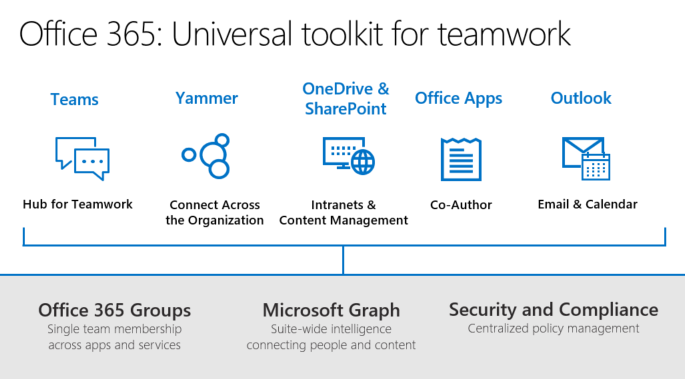 Office 365: Universal toolkit for teamwork
Teams
Yammer
OneDrive &
SharePoint
Office Apps
Outlook
Hub for Teamwork
Connect Across
the Organization
Intranets &
Content Management
Co-Author
Email & Calendar
Office 365 Groups
Single team membership
across apps and services
Microsoft Graph
Suite-wide intelligence
connecting people and content
Security and Compliance
Centralized policy management